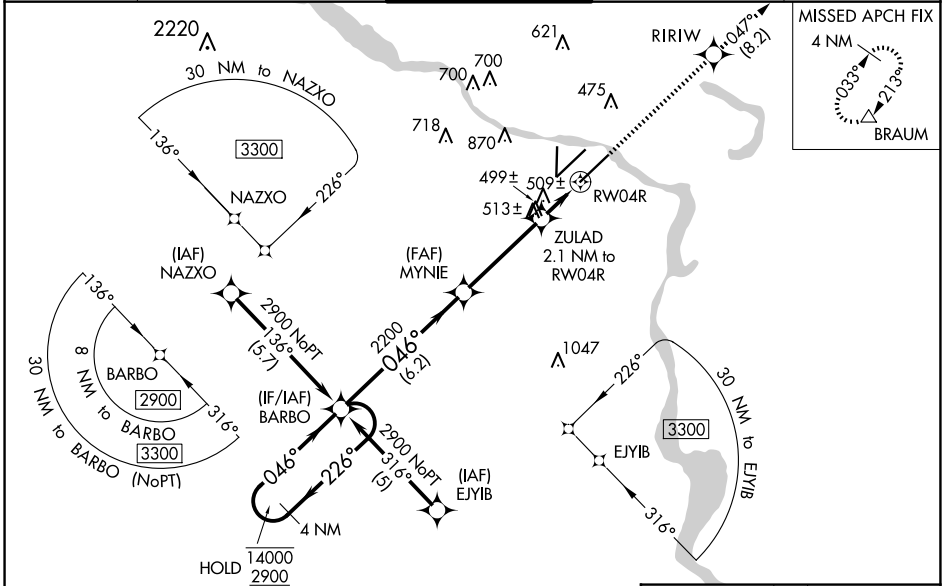 2220
30 NM to NAZXO
136°
3300
226°
NAZXO
621
700
700
475
718
870
RIRIW
047°
(8.2)
MISSED APCH FIX
4 NM
033°
213°
BRAUM
499±
509±
513±
RW04R
ZULAD
2.1 NM to
RW04R
(FAF)
MYNIE
(IAF)
NAZXO
2900 NoPT
136°
(5.7)
2200
046°
(6.2)
136°
BARBO
2900
316°
8 NM to BARBO
3300
30 NM to BARBO (NoPT)
(IF/IAF)
BARBO
1047
226°
30 NM to EJYIB
3300
EJYIB
316°
2900 NoPT
316°
(5)
(IAF)
EJYIB
046°
226°
4 NM
HOLD 14000
2900